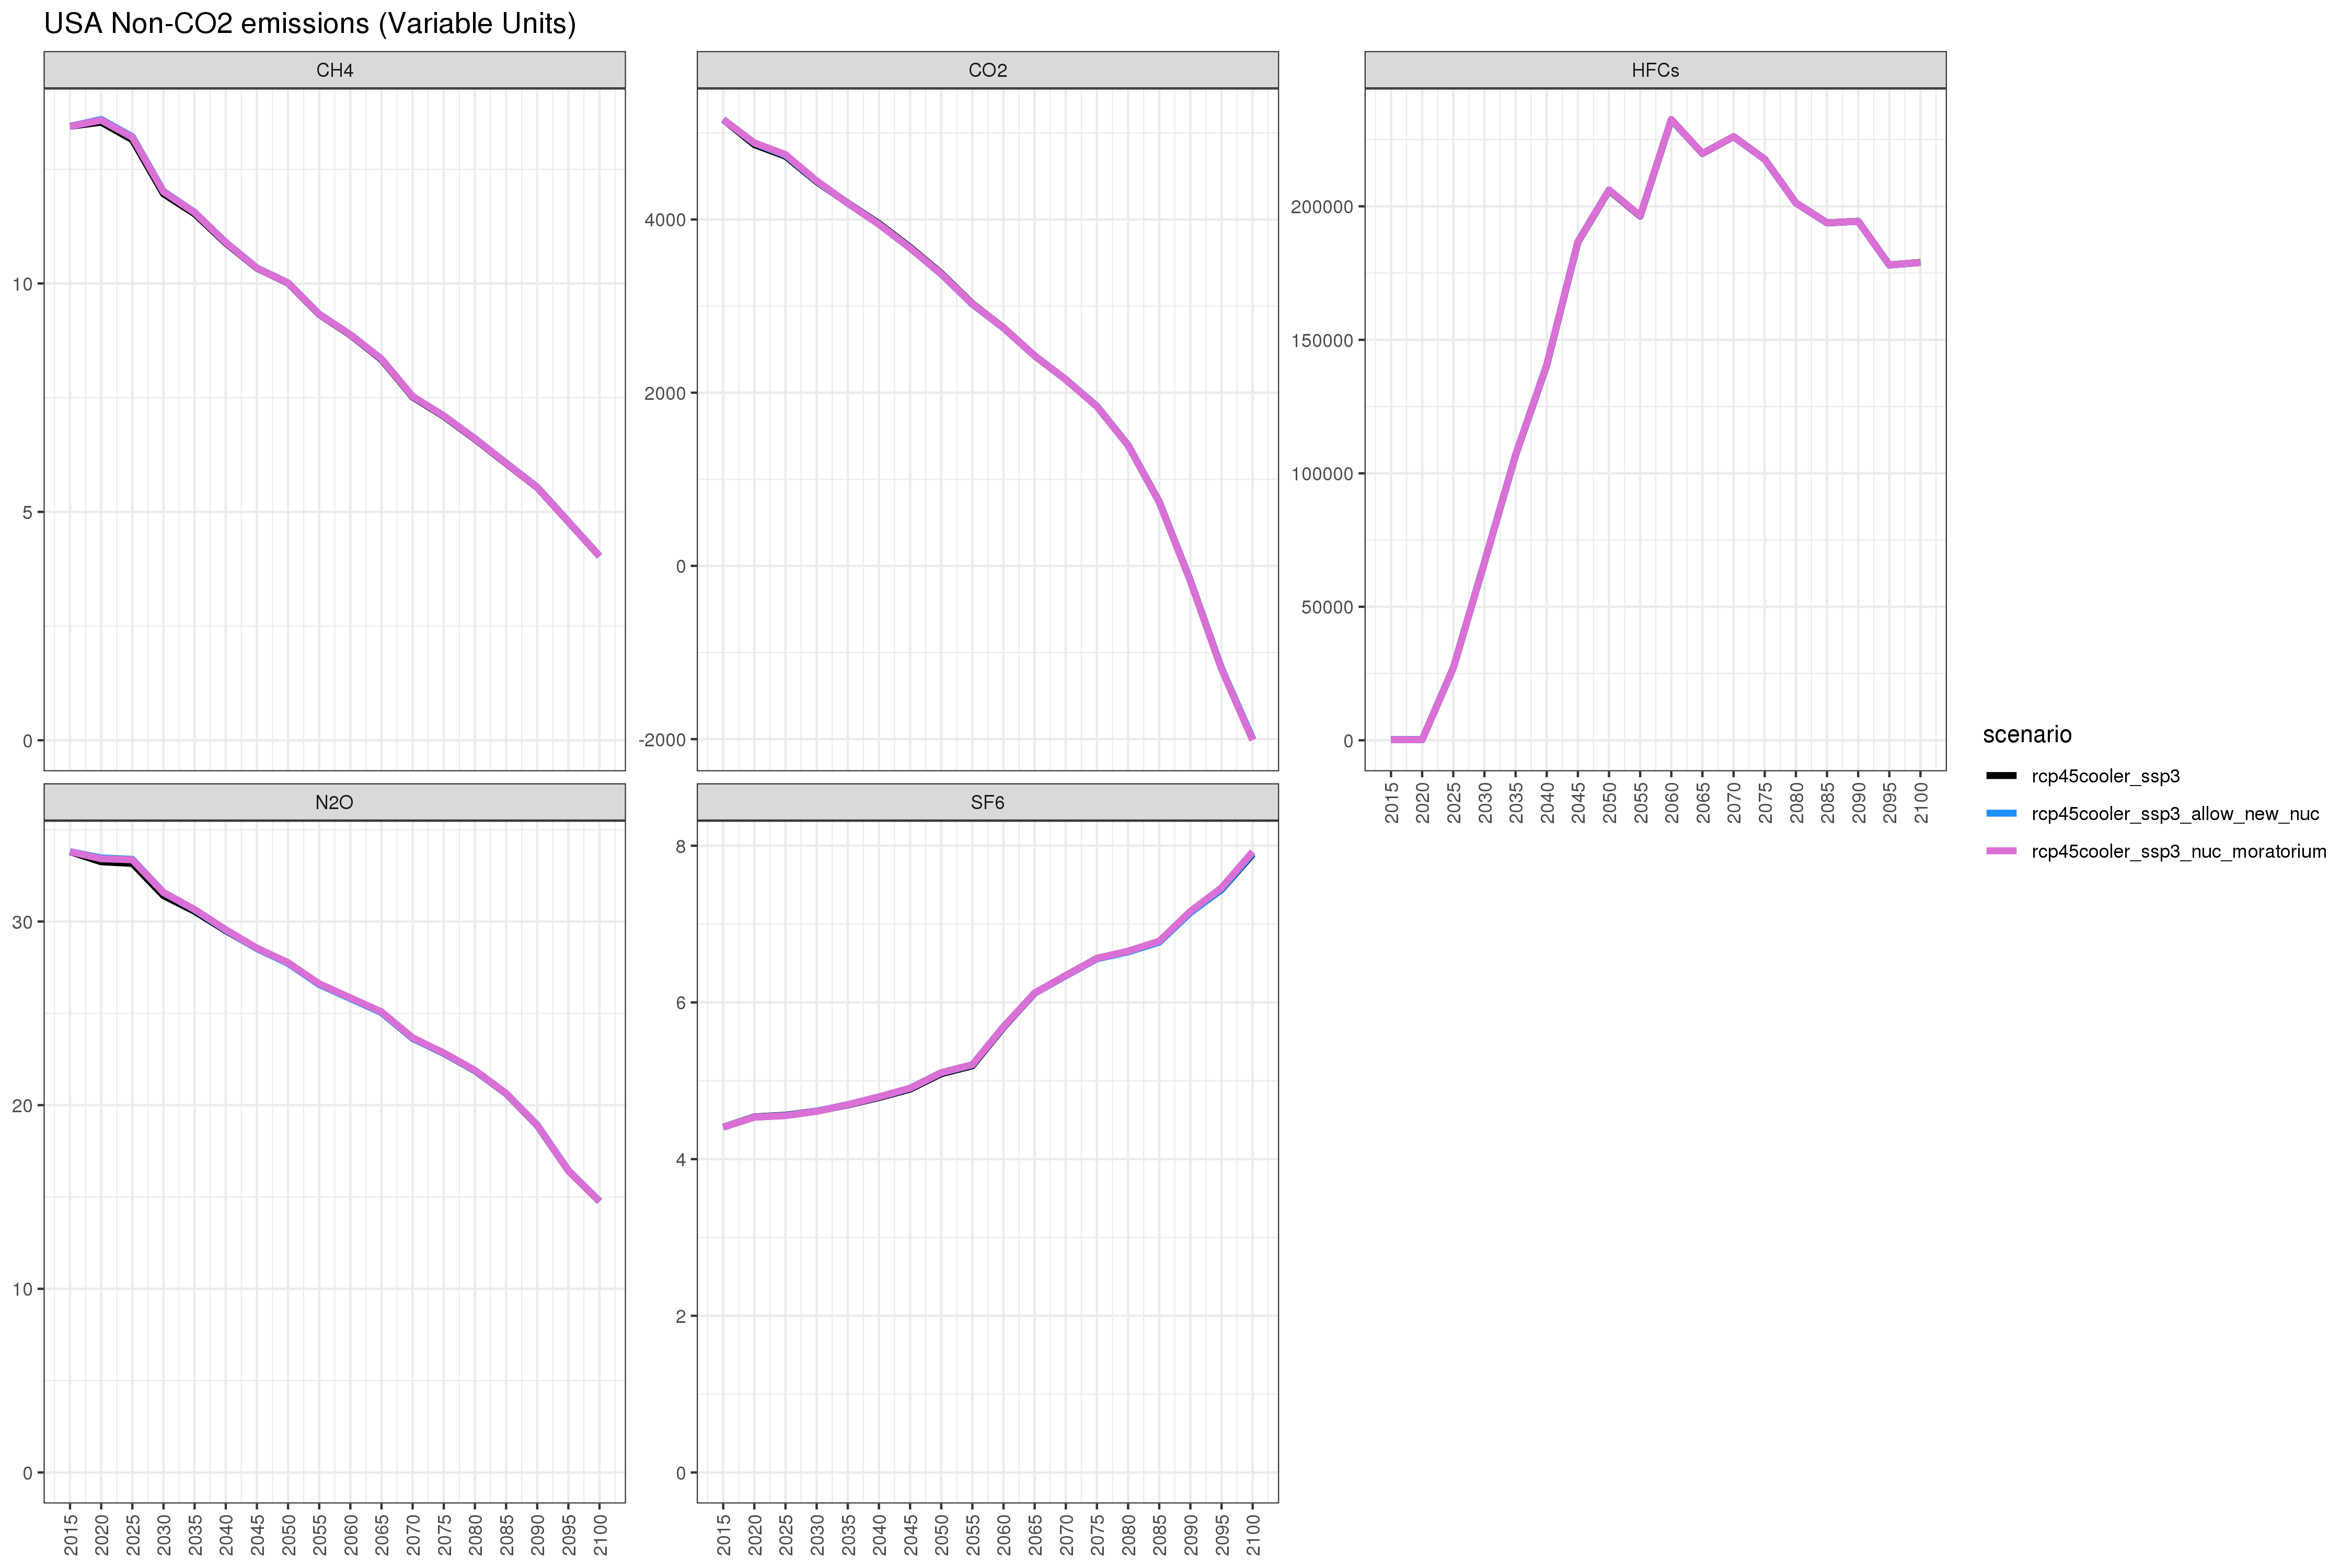 USA Non-CO2 emissions (Variable Units)
CH4
CO2
HFCs
10
5
0
4000
2000
0
-2000
200000
150000
100000
50000
0
2015 2020 2025 2030 2035 2040 2045 2050 2055 2060 2065 2070 2075 2080 2085 2090 2095 2100
N2O
SF6
30
20
10
0
8
6
4
2
0
2015 2020 2025 2030 2035 2040 2045 2050 2055 2060 2065 2070 2075 2080 2085 2090 2095 2100
2015 2020 2025 2030 2035 2040 2045 2050 2055 2060 2065 2070 2075 2080 2085 2090 2095 2100
scenario
rcp45cooler_ssp3
rcp45cooler_ssp3_allow_new_nuc
rcp45cooler_ssp3_nuc_moratorium